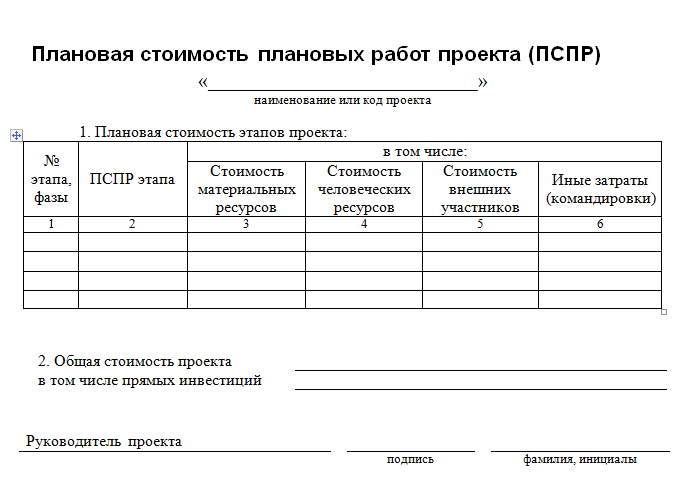 Плановая стоимость плановых работ проекта (ПСПР)
«___________________________________»
наименование или код проекта
1. Плановая стоимость этапов проекта:
№ этапа, фазы
ПСПР этапа
в том числе:
Стоимость материальных ресурсов
Стоимость человеческих ресурсов
Стоимость внешних участников
Иные затраты (командировки)
1 2 3 4 5 6
2. Общая стоимость проекта
в том числе прямых инвестиций
Руководитель проекта
подпись фамилия, инициалы